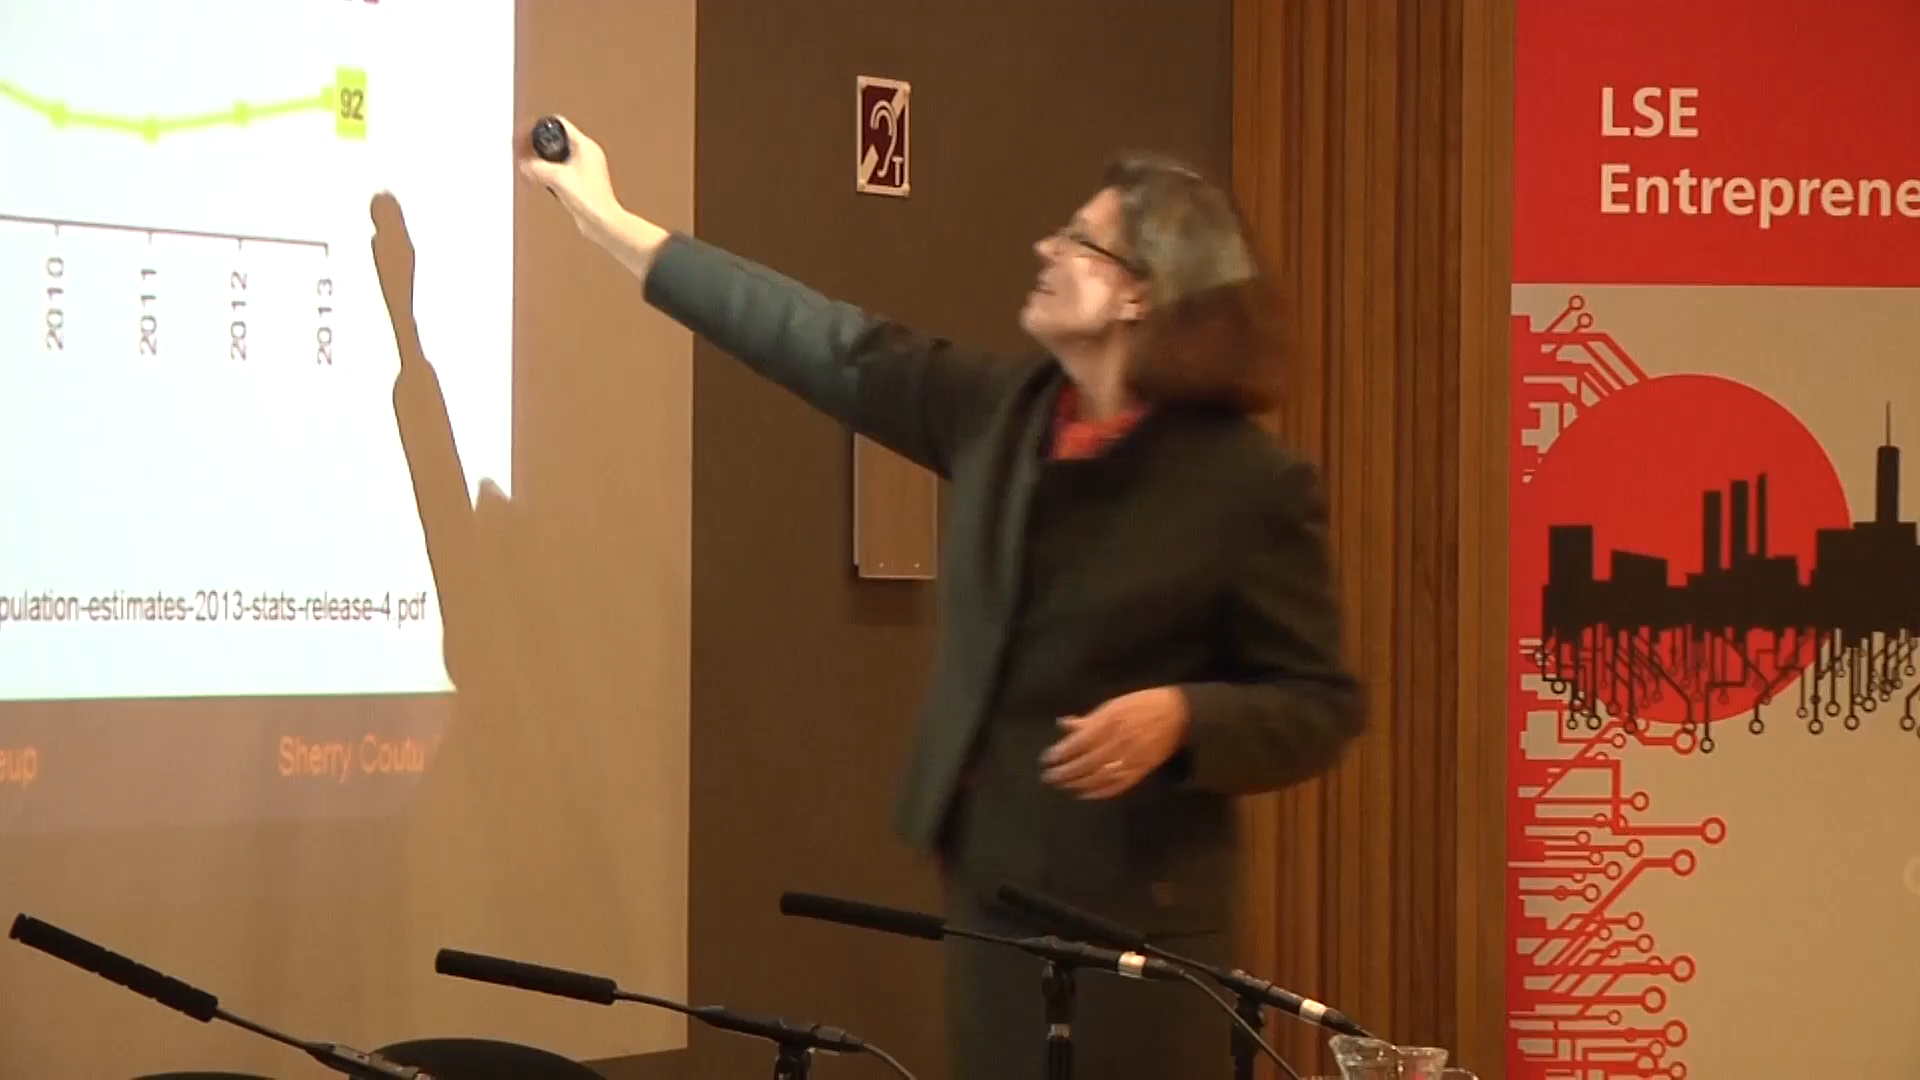 92
2010
2011
2012
2013
pulation-estimates-2013-stats-release-4.pdf
eup
Sherry Coutu
T
LSE
Entreprene